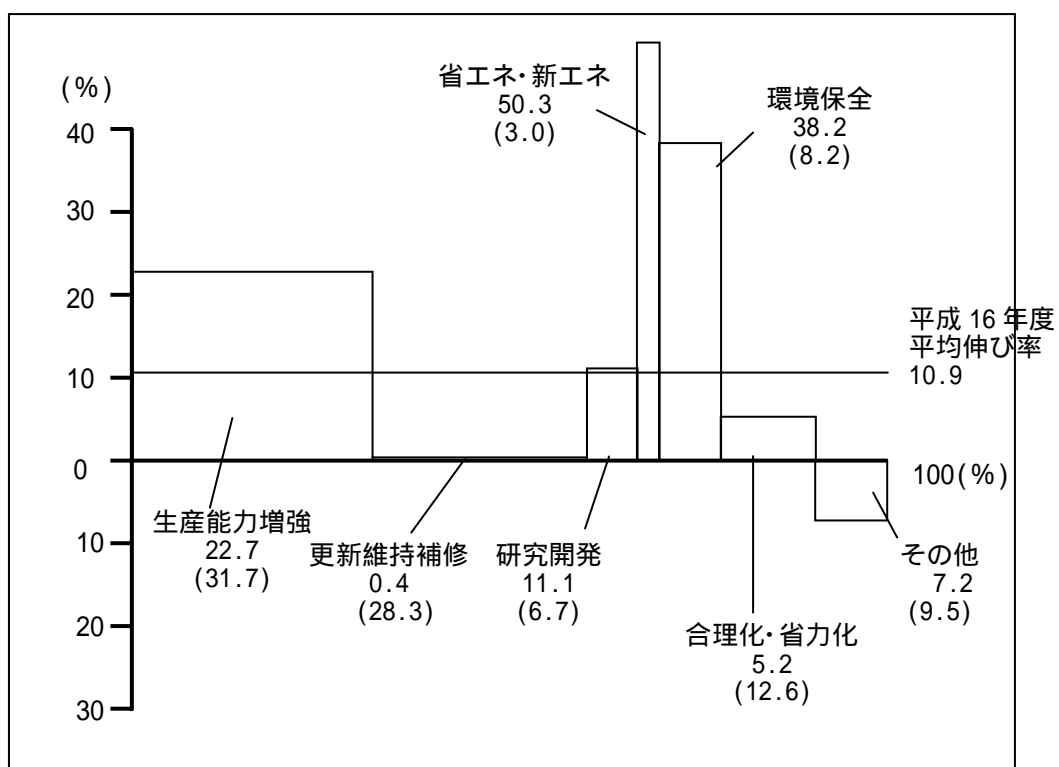 (%)
40
30
20
10
0
10
20
30
省エネ・新エネ
50.3
(3.0)
環境保全
38.2
(8.2)
平成 16 年度
平均伸び率
10.9
100(%)
生産能力増強
22.7
(31.7)
更新維持補修
0.4
(28.3)
研究開発
11.1
(6.7)
合理化・省力化
5.2
(12.6)
その他
7.2
(9.5)